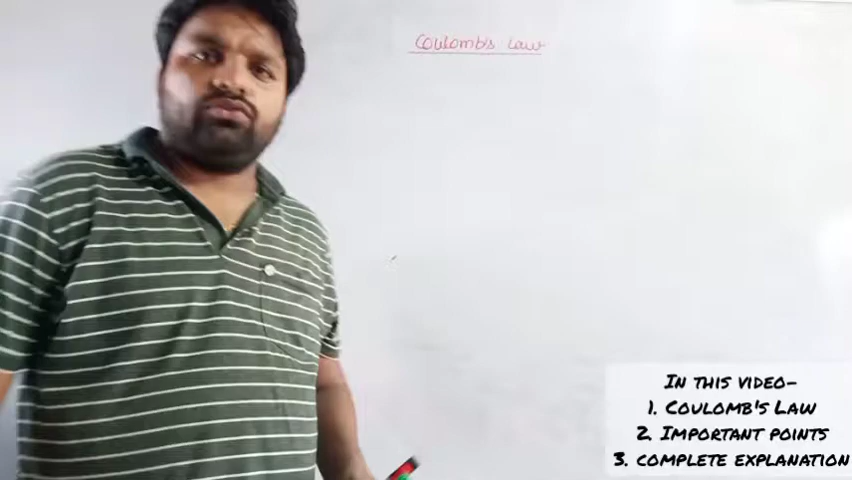 Coulomb's Law
In this video-
1. Coulomb's Law
2. Important points
3. complete explanation